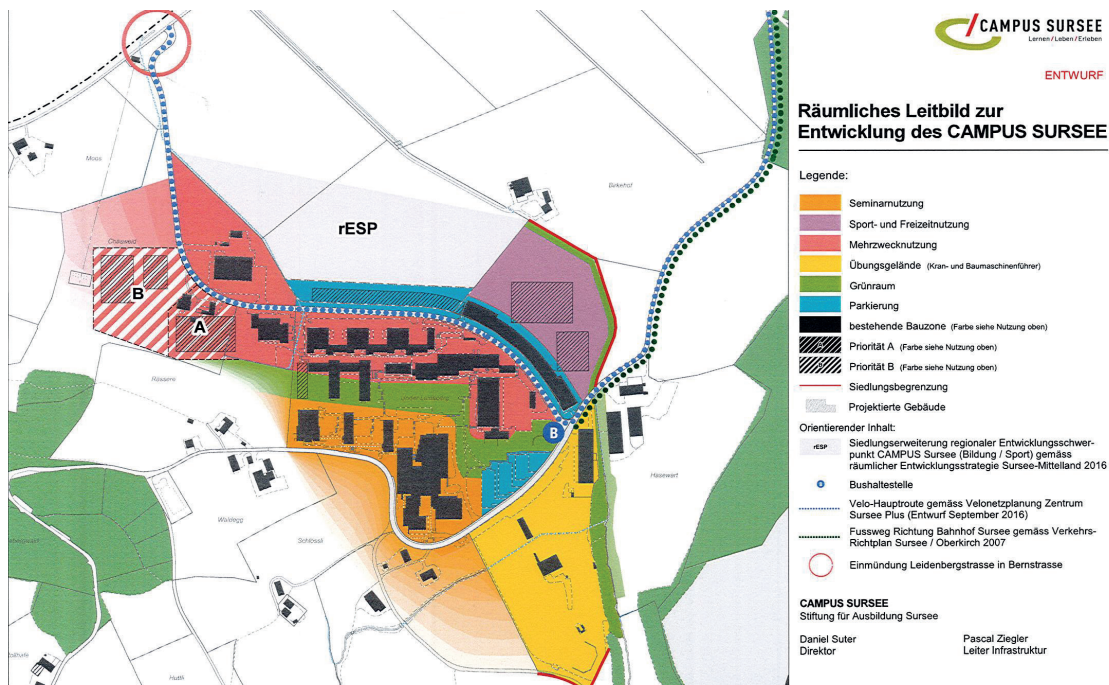 CAMPUS SURSEE
Lernen / Leben / Erleben
ENTWURF
Räumliches Leitbild zur
Entwicklung des CAMPUS SURSEE
Legende:
Seminarnutzung
Sport- und Freizeitnutzung
Mehrzwecknutzung
Übungsgelände (Kran- und Baumaschinenführer)
Grünraum
Parkierung
bestehende Bauzone (Farbe siehe Nutzung oben)
A
Priorität A (Farbe siehe Nutzung oben)
B
Priorität B (Farbe siehe Nutzung oben)
Siedlungsbegrenzung
Projektierte Gebäude
Orientierender Inhalt:
rESP
Siedlungserweiterung regionaler Entwicklungsschwer-
punkt CAMPUS Sursee (Bildung / Sport) gemäss
räumlicher Entwicklungsstrategie Sursee-Mittelland 2016
B
Bushaltestelle
Velo-Hauptroute gemäss Velonetzplanung Zentrum
Sursee Plus (Entwurf September 2016)
Fussweg Richtung Bahnhof Sursee gemäss Verkehrs-
Richtplan Sursee / Oberkirch 2007
Einmündung Leidenbergstrasse in Bernstrasse
CAMPUS SURSEE
Stiftung für Ausbildung Sursee
Daniel Suter
Direktor
Pascal Ziegler
Leiter Infrastruktur
Moos
Birkehof
rESP
Chäsweid
B
A
Rössere
B
Hasewart
Waldegg
Schlössli
Huttli